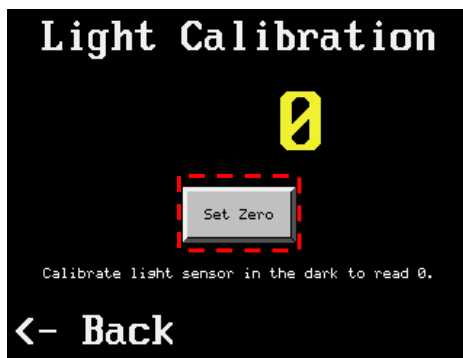 Light Calibration
0
Set Zero
Calibrate light sensor in the dark to read 0.
<- Back